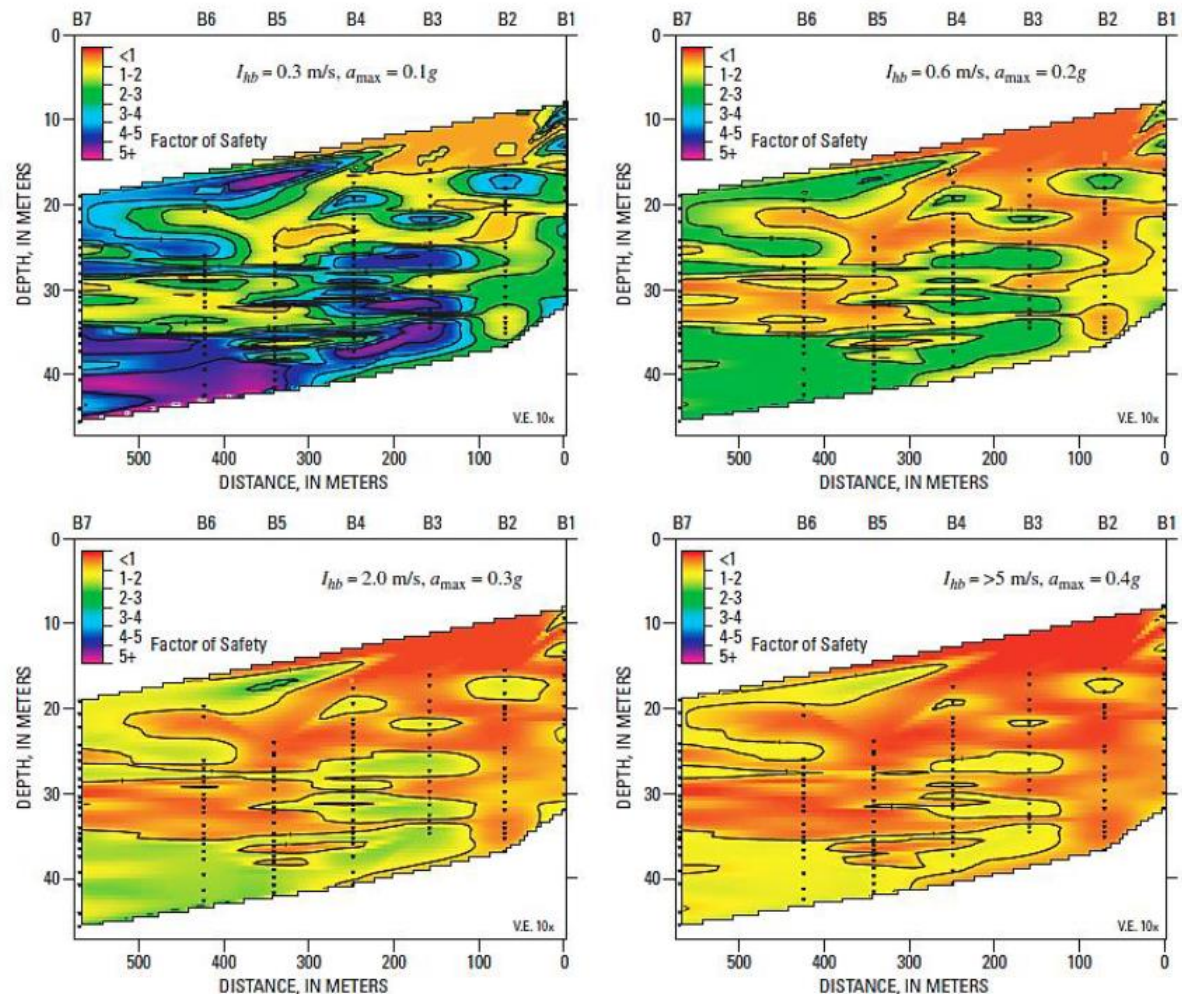 B7 B6 B5 B4 B3 B2 B1
0
<1
1-2
2-3
3-4
4-5
5+
Factor of Safety
I_hb = 0.3 m/s, a_max = 0.1g
10
20
30
40
DEPTH, IN METERS
V.E. 10x
500 400 300 200 100 0
DISTANCE, IN METERS
B7 B6 B5 B4 B3 B2 B1
0
<1
1-2
2-3
3-4
4-5
5+
Factor of Safety
I_hb = 0.6 m/s, a_max = 0.2g
10
20
30
40
DEPTH, IN METERS
V.E. 10x
500 400 300 200 100 0
DISTANCE, IN METERS
B7 B6 B5 B4 B3 B2 B1
0
<1
1-2
2-3
3-4
4-5
5+
Factor of Safety
I_hb = 2.0 m/s, a_max = 0.3g
10
20
30
40
DEPTH, IN METERS
V.E. 10x
500 400 300 200 100 0
DISTANCE, IN METERS
B7 B6 B5 B4 B3 B2 B1
0
<1
1-2
2-3
3-4
4-5
5+
Factor of Safety
I_hb = >5 m/s, a_max = 0.4g
10
20
30
40
DEPTH, IN METERS
V.E. 10x
500 400 300 200 100 0
DISTANCE, IN METERS